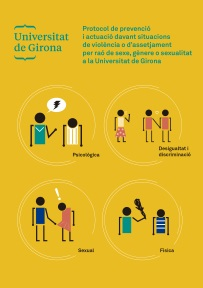 Universitat
de Girona
Protocol de prevenció
i actuació davant situacions
de violència o d'assetjament
per raó de sexe, gènere o sexualitat
a la Universitat de Girona
Psicològica
Desigualtat i
discriminació
Sexual
Física